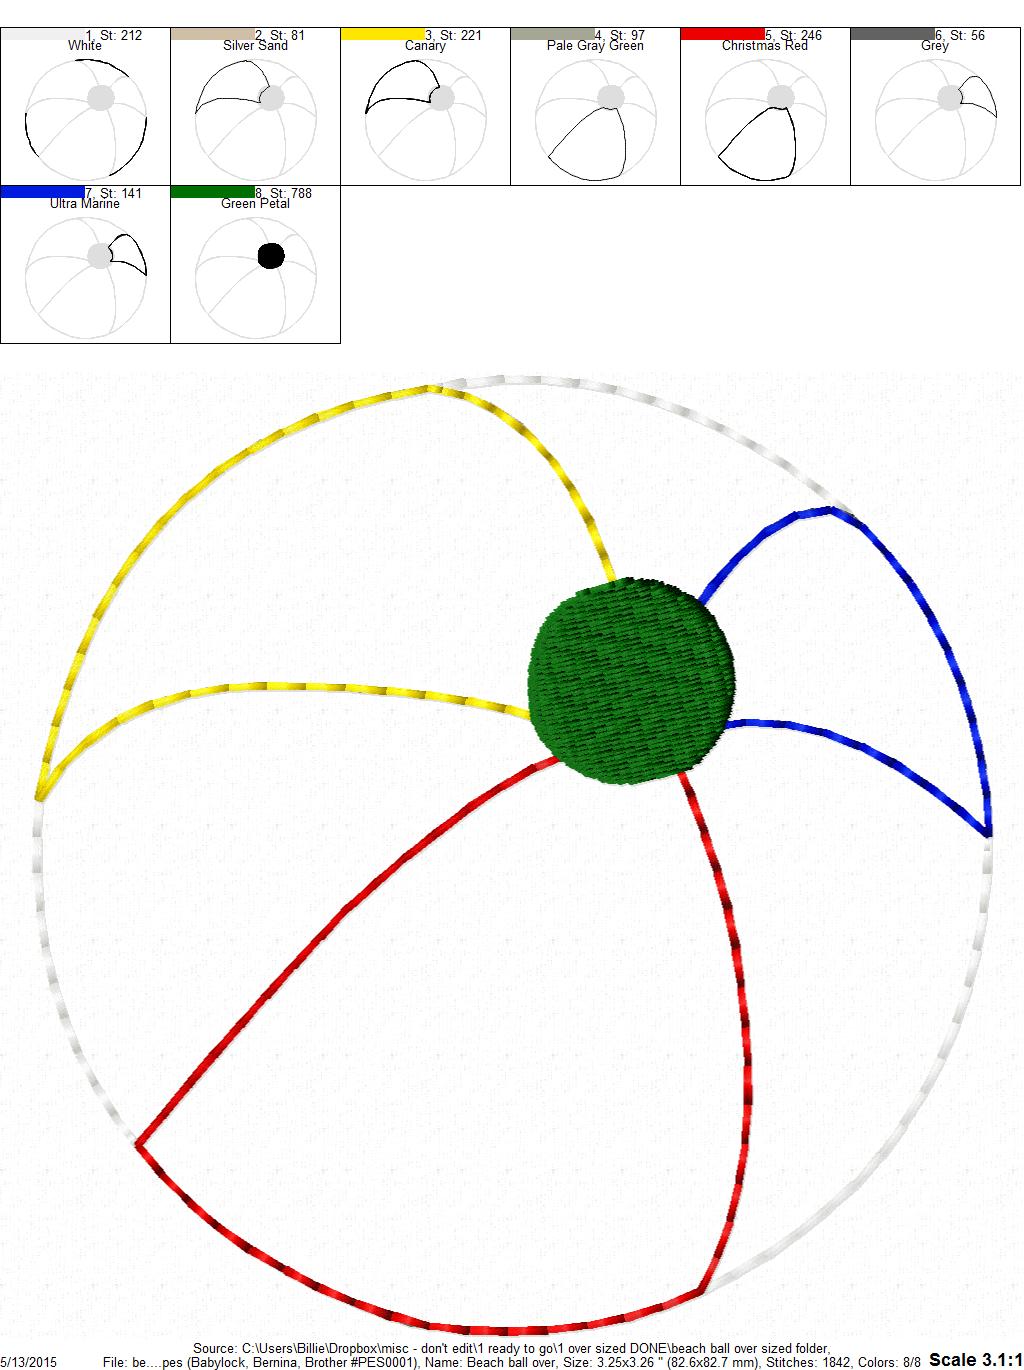 1, St: 212
White
2, St: 81
Silver Sand
3, St: 221
Canary
4, St: 97
Pale Gray Green
5, St: 246
Christmas Red
6, St: 56
Grey
7, St: 141
Ultra Marine
8, St: 788
Green Petal
Source: C:\Users\Billie\Dropbox\misc - don't edit\1 ready to go\1 over sized DONE\beach ball over sized folder,
5/13/2015 File: be....pes (Babylock, Bernina, Brother #PES0001), Name: Beach ball over, Size: 3.25x3.26 " (82.6x82.7 mm), Stitches: 1842, Colors: 8/8 Scale 3.1:1